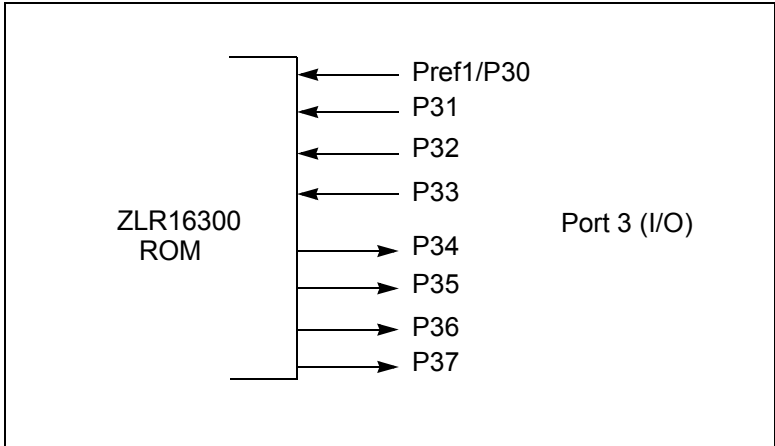 Pref1/P30
P31
P32
P33
ZLR16300
ROM
Port 3 (I/O)
P34
P35
P36
P37